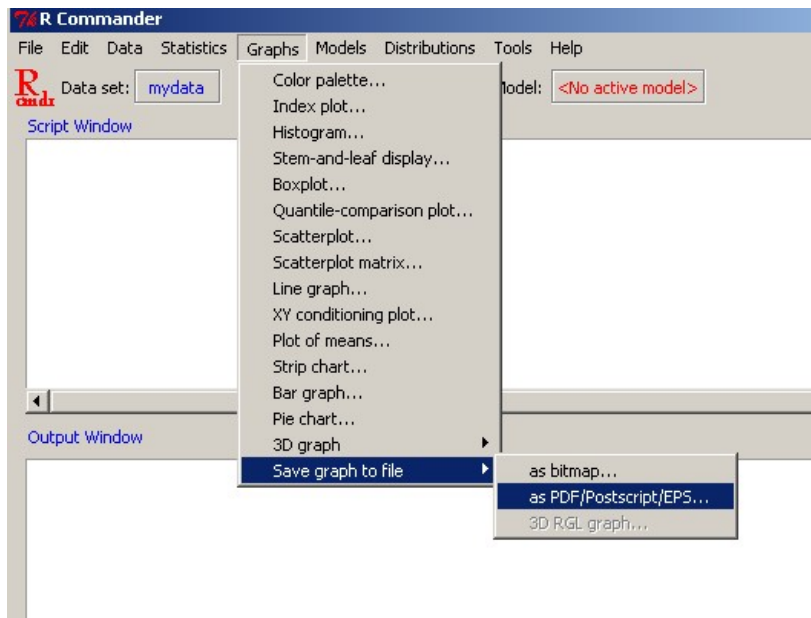 R Commander
File Edit Data Statistics Graphs Models Distributions Tools Help
R cmdr Data set: mydata Model: <No active model>
Script Window
Color palette...
Index plot...
Histogram...
Stem-and-leaf display...
Boxplot...
Quantile-comparison plot...
Scatterplot...
Scatterplot matrix...
Line graph...
XY conditioning plot...
Plot of means...
Strip chart...
Bar graph...
Pie chart...
3D graph
Save graph to file
as bitmap...
as PDF/Postscript/EPS...
3D RGL graph...
Output Window